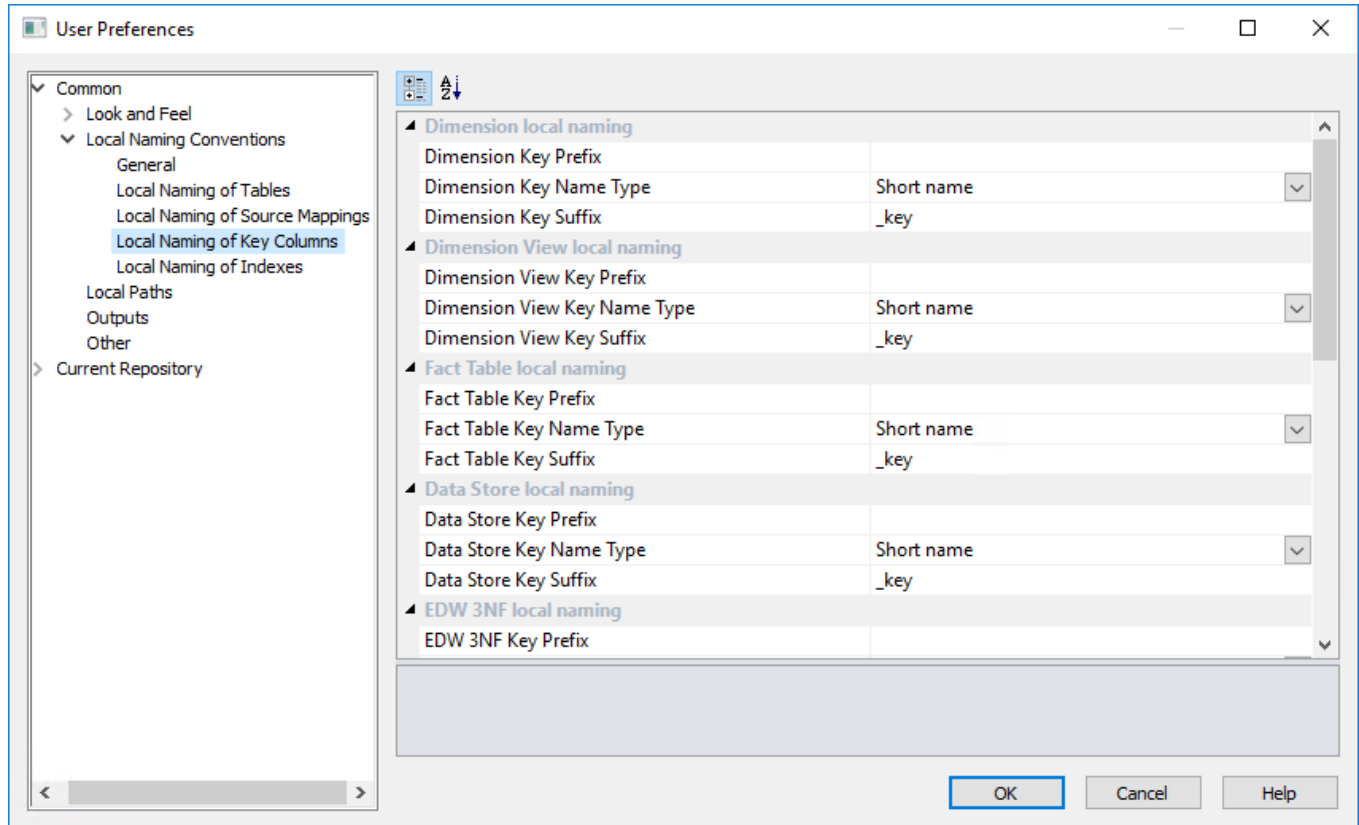 User Preferences
Common
Look and Feel
Local Naming Conventions
General
Local Naming of Tables
Local Naming of Source Mappings
Local Naming of Key Columns
Local Naming of Indexes
Local Paths
Outputs
Other
Current Repository
A
Z
Dimension local naming
Dimension Key Prefix
Dimension Key Name Type Short name
Dimension Key Suffix _key
Dimension View local naming
Dimension View Key Prefix
Dimension View Key Name Type Short name
Dimension View Key Suffix _key
Fact Table local naming
Fact Table Key Prefix
Fact Table Key Name Type Short name
Fact Table Key Suffix _key
Data Store local naming
Data Store Key Prefix
Data Store Key Name Type Short name
Data Store Key Suffix _key
EDW 3NF local naming
EDW 3NF Key Prefix
OK Cancel Help